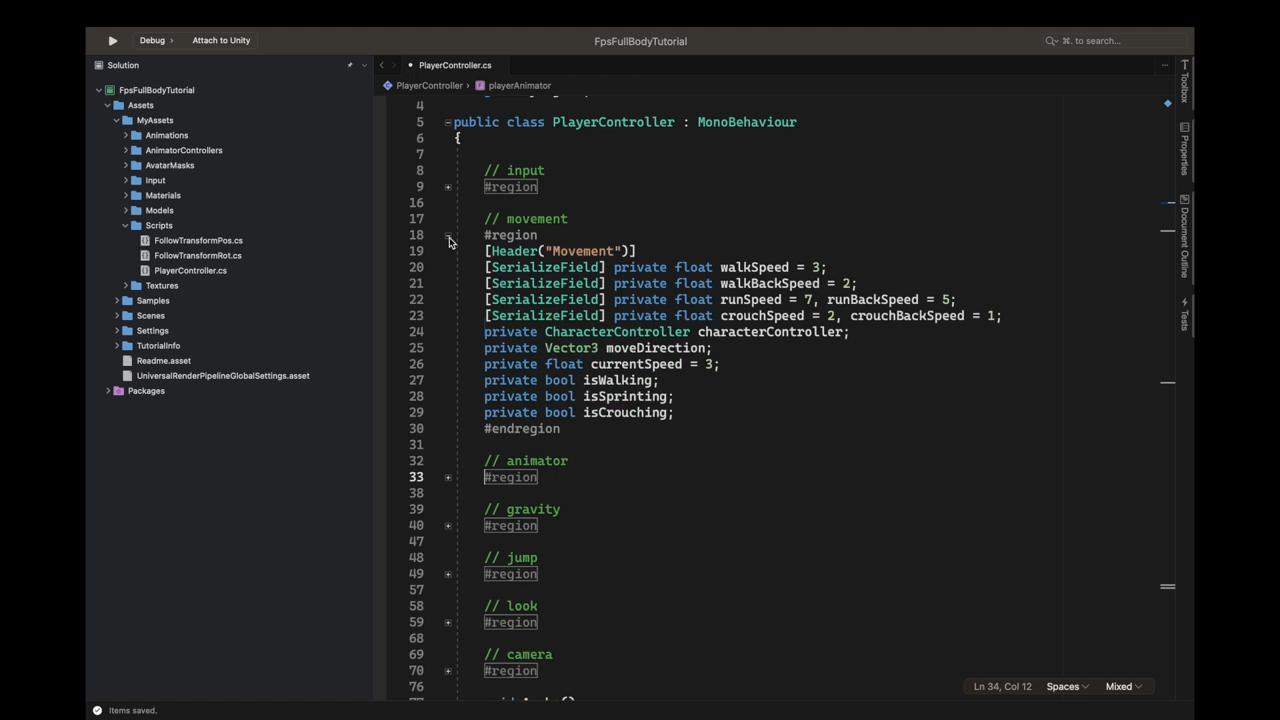 Debug › Attach to Unity
FpsFullBodyTutorial
⌘. to search...
Solution
PlayerController.cs
PlayerController › playerAnimator
FpsFullBodyTutorial
Assets
MyAssets
Animations
AnimatorControllers
AvatarMasks
Input
Materials
Models
Scripts
FollowTransformPos.cs
FollowTransformRot.cs
PlayerController.cs
Textures
Samples
Scenes
Settings
TutorialInfo
Readme.asset
UniversalRenderPipelineGlobalSettings.asset
Packages
4
5 public class PlayerController : MonoBehaviour
6 {
7
8 // input
9 #region
16
17 // movement
18 #region
19 [Header("Movement")]
20 [SerializeField] private float walkSpeed = 3;
21 [SerializeField] private float walkBackSpeed = 2;
22 [SerializeField] private float runSpeed = 7, runBackSpeed = 5;
23 [SerializeField] private float crouchSpeed = 2, crouchBackSpeed = 1;
24 private CharacterController characterController;
25 private Vector3 moveDirection;
26 private float currentSpeed = 3;
27 private bool isWalking;
28 private bool isSprinting;
29 private bool isCrouching;
30 #endregion
31
32 // animator
33 #region
38
39 // gravity
40 #region
47
48 // jump
49 #region
57
58 // look
59 #region
68
69 // camera
70 #region
76
Toolbox
Properties
Document Outline
Tests
Ln 34, Col 12 Spaces Mixed
Items saved.